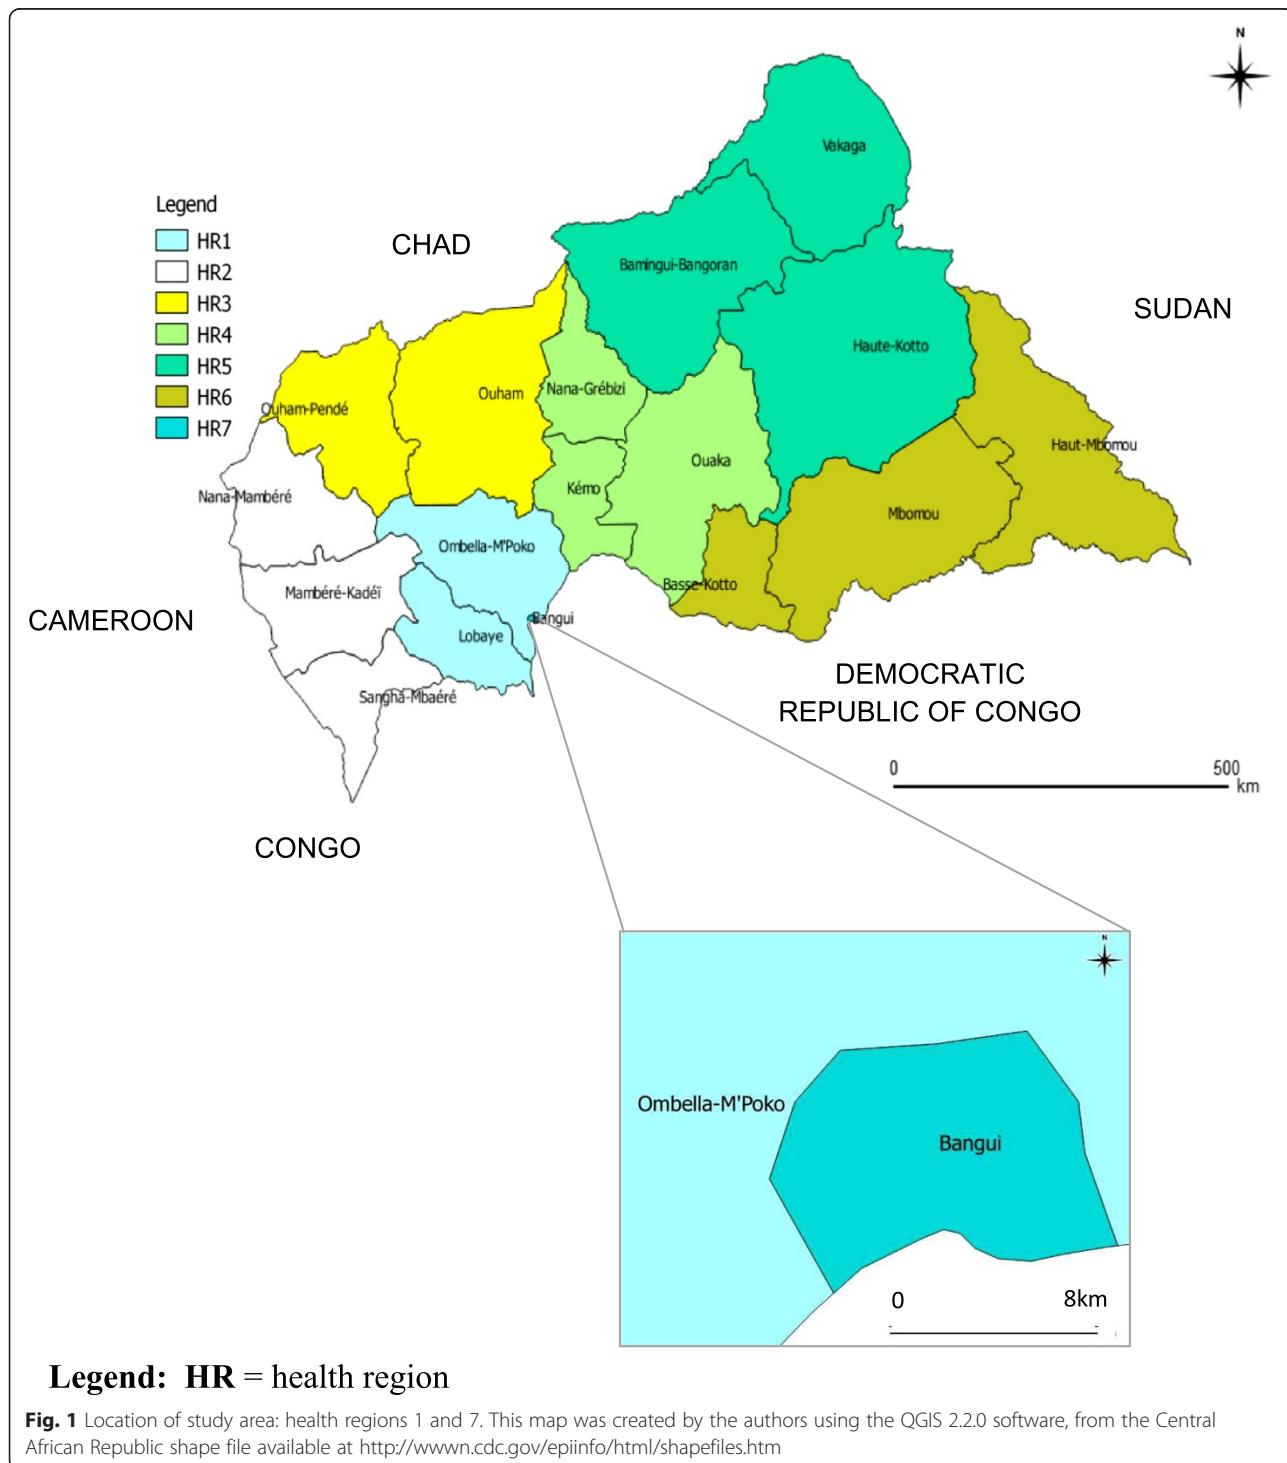 N
Vakaga
Legend
HR1
HR2
HR3
HR4
HR5
HR6
HR7
CHAD
Bamingui-Bangoran
SUDAN
Haute-Kotto
Ouham-Pendé
Ouham
Nana-Grébizi
Haut-Mbomou
Ouaka
Nana-Mambéré
Kémo
Mbomou
Ombella-M'Poko
Basse-Kotto
Mambéré-Kadéï
CAMEROON
Bangui
Lobaye
DEMOCRATIC
REPUBLIC OF CONGO
Sangha-Mbaéré
0 500
km
CONGO
N
Ombella-M'Poko
Bangui
0 8km
Legend: HR = health region
Fig. 1 Location of study area: health regions 1 and 7. This map was created by the authors using the QGIS 2.2.0 software, from the Central
African Republic shape file available at http://wwwn.cdc.gov/epiinfo/html/shapefiles.htm